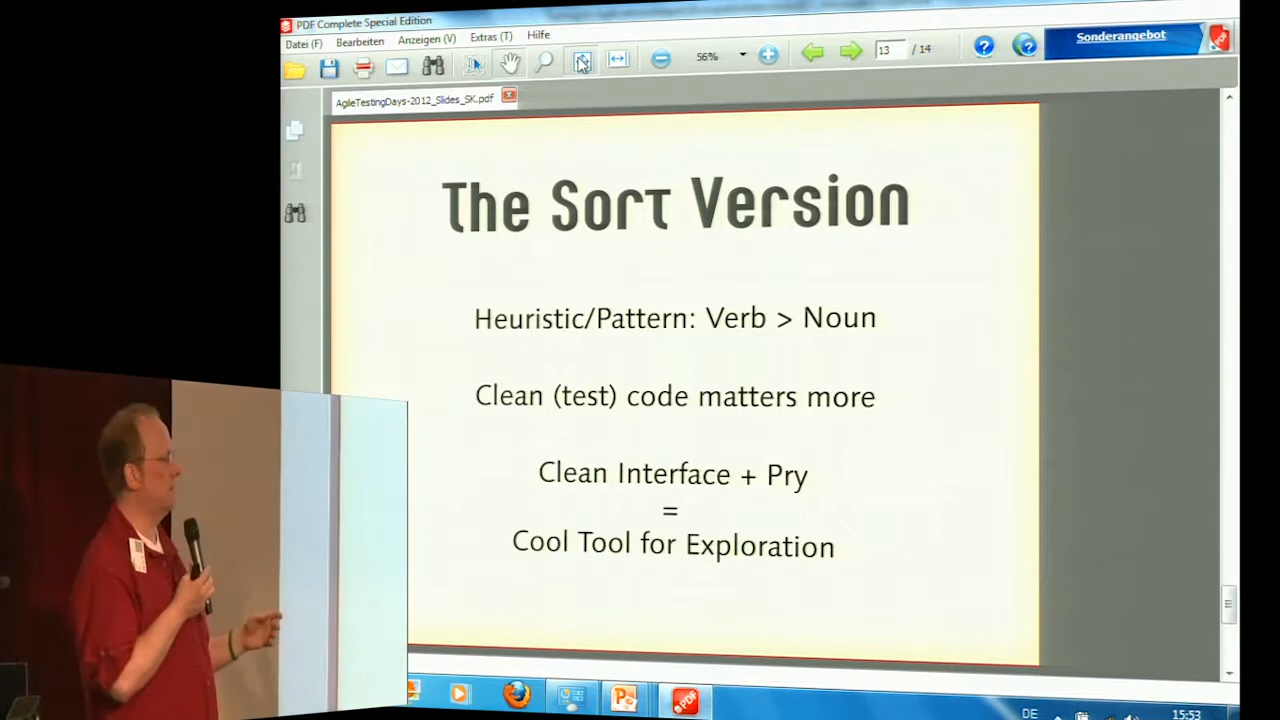 PDF Complete Special Edition
Datei (F) Bearbeiten Anzeigen (V) Extras (T) Hilfe
56% 13 / 14 Sonderangebot
AgileTestingDays-2012_Slides_SK.pdf
The Sort Version
Heuristic/Pattern: Verb > Noun
Clean (test) code matters more
Clean Interface + Pry
=
Cool Tool for Exploration
DE 15:53